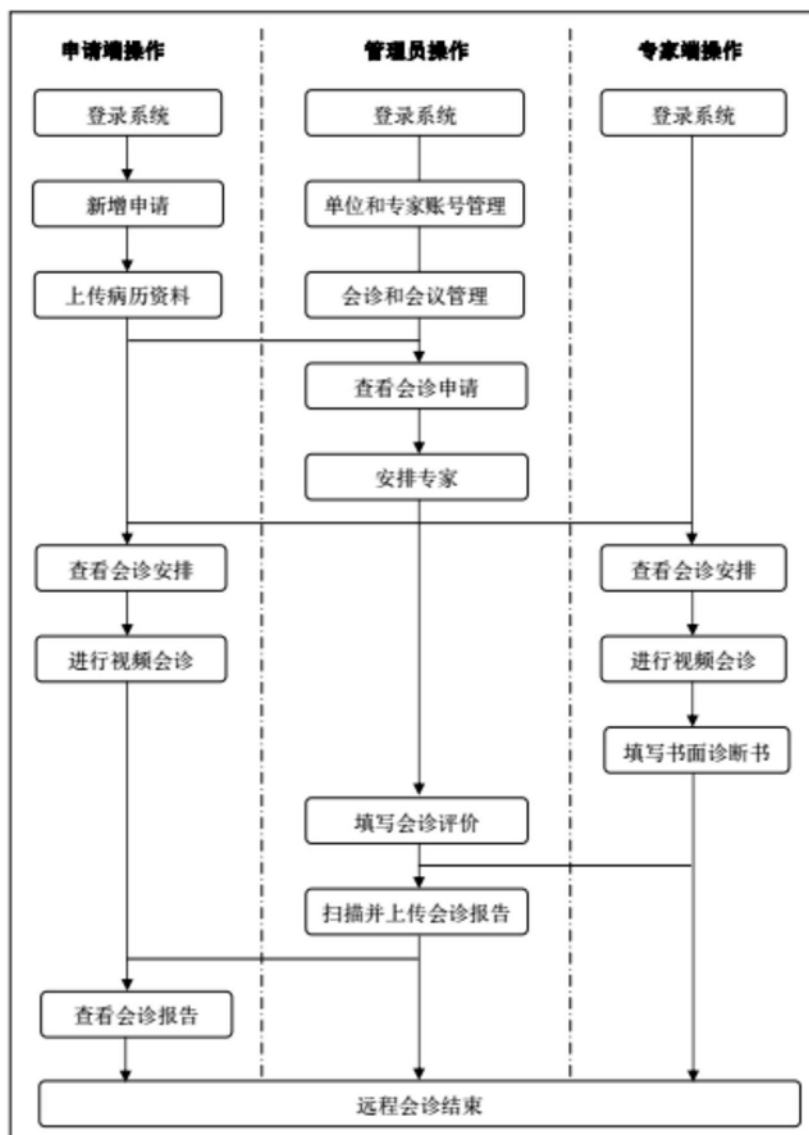 申请端操作
管理员操作
专家端操作
登录系统
登录系统
登录系统
新增申请
单位和专家账号管理
上传病历资料
会诊和会议管理
查看会诊申请
安排专家
查看会诊安排
查看会诊安排
进行视频会诊
进行视频会诊
填写书面诊断书
填写会诊评价
扫描并上传会诊报告
查看会诊报告
远程会诊结束